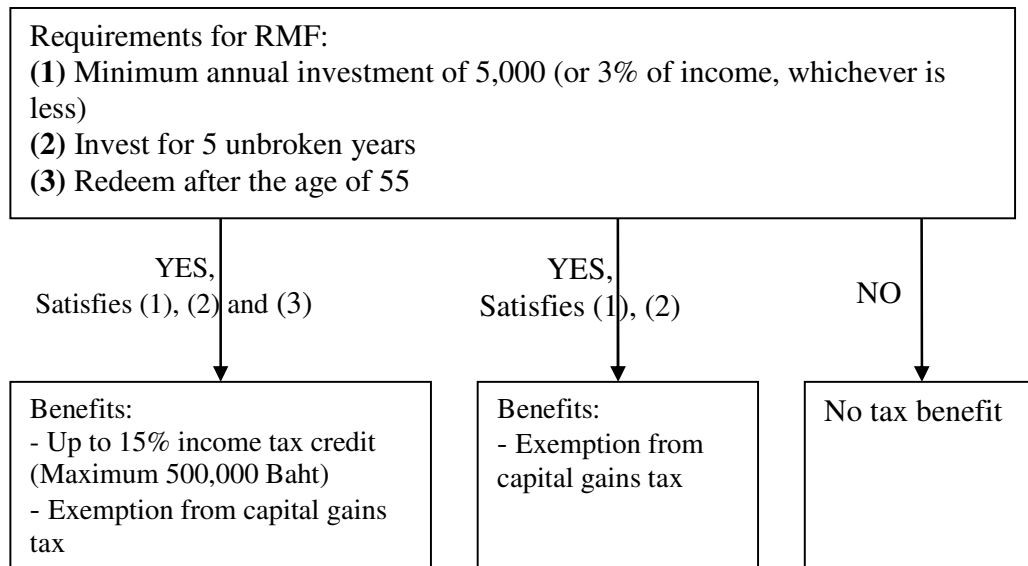 Requirements for RMF:
(1) Minimum annual investment of 5,000 (or 3% of income, whichever is
less)
(2) Invest for 5 unbroken years
(3) Redeem after the age of 55
YES,
Satisfies (1), (2) and (3)
YES,
Satisfies (1), (2)
NO
Benefits:
- Up to 15% income tax credit
(Maximum 500,000 Baht)
- Exemption from capital gains
tax
Benefits:
- Exemption from
capital gains tax
No tax benefit